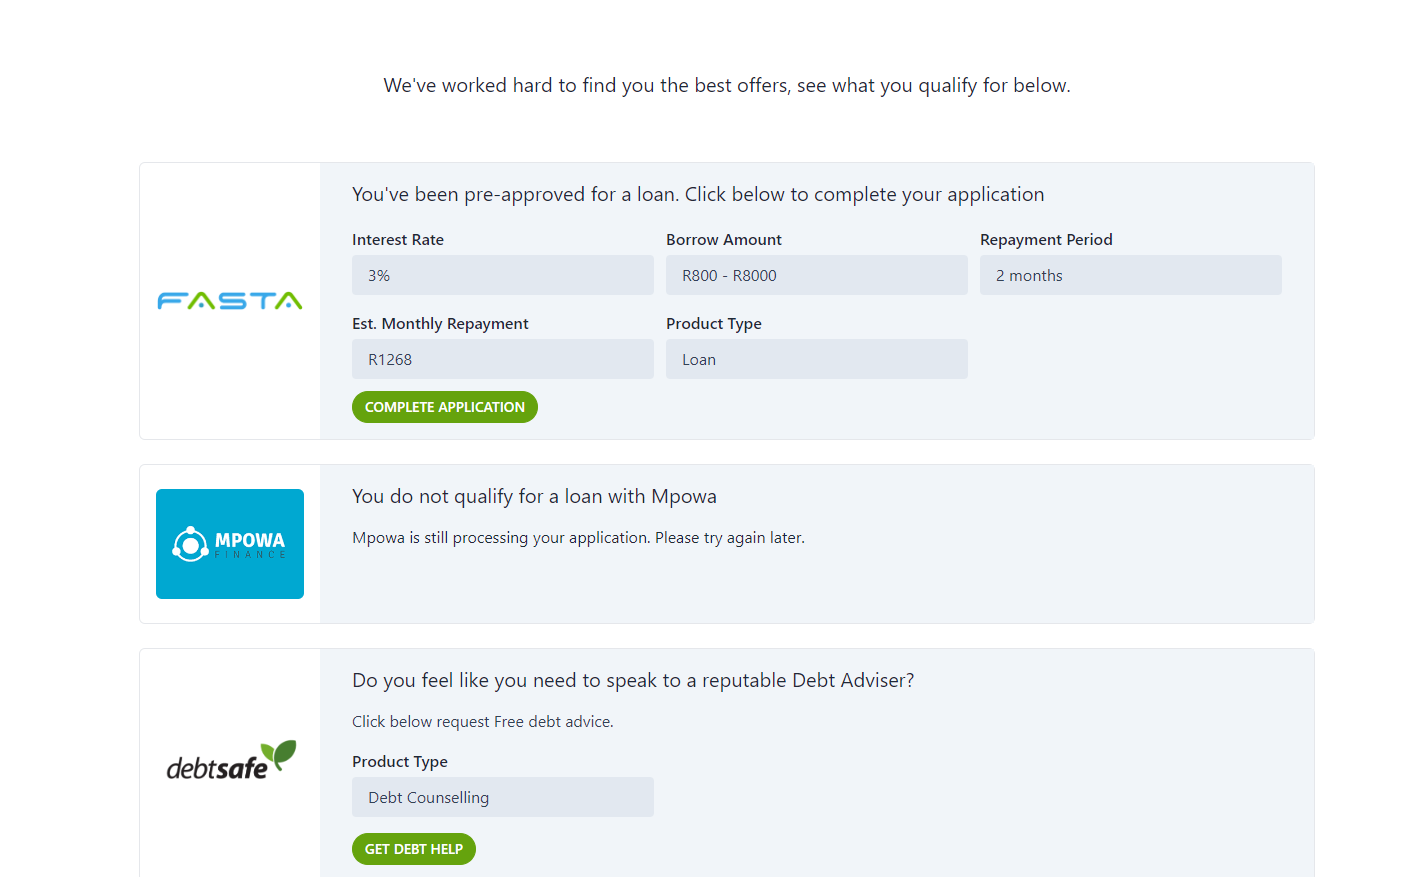 We've worked hard to find you the best offers, see what you qualify for below.
FASTA
You've been pre-approved for a loan. Click below to complete your application
Interest Rate
Borrow Amount
Repayment Period
3%
R800 - R8000
2 months
Est. Monthly Repayment
Product Type
R1268
Loan
COMPLETE APPLICATION
MPOWA
FINANCE
You do not qualify for a loan with Mpowa
Mpowa is still processing your application. Please try again later.
debtsafe
Do you feel like you need to speak to a reputable Debt Adviser?
Click below request Free debt advice.
Product Type
Debt Counselling
GET DEBT HELP